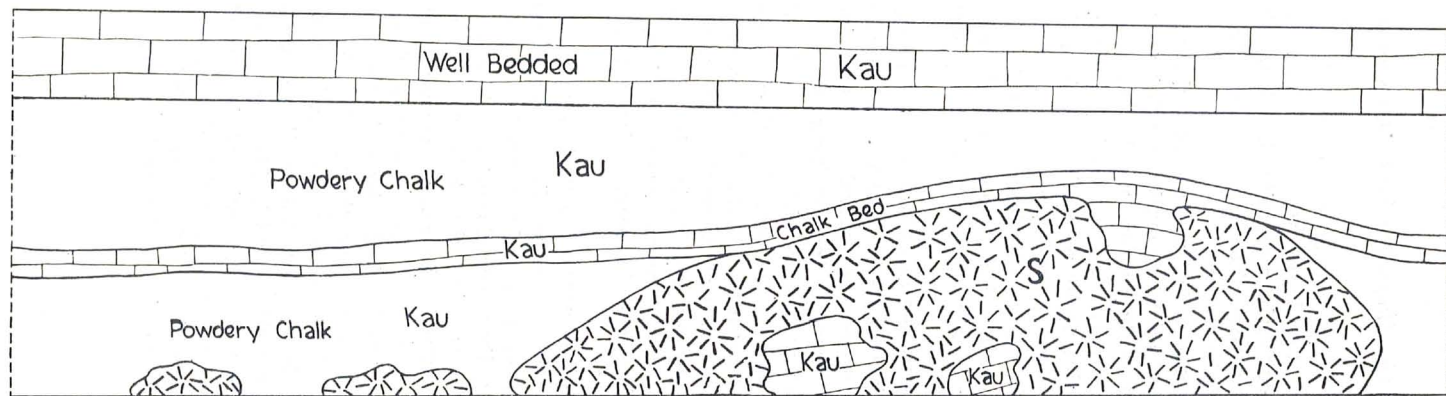 Well Bedded Kau
Powdery Chalk Kau
Chalk Bed
Kau
S
Powdery Chalk Kau
Kau
Kau